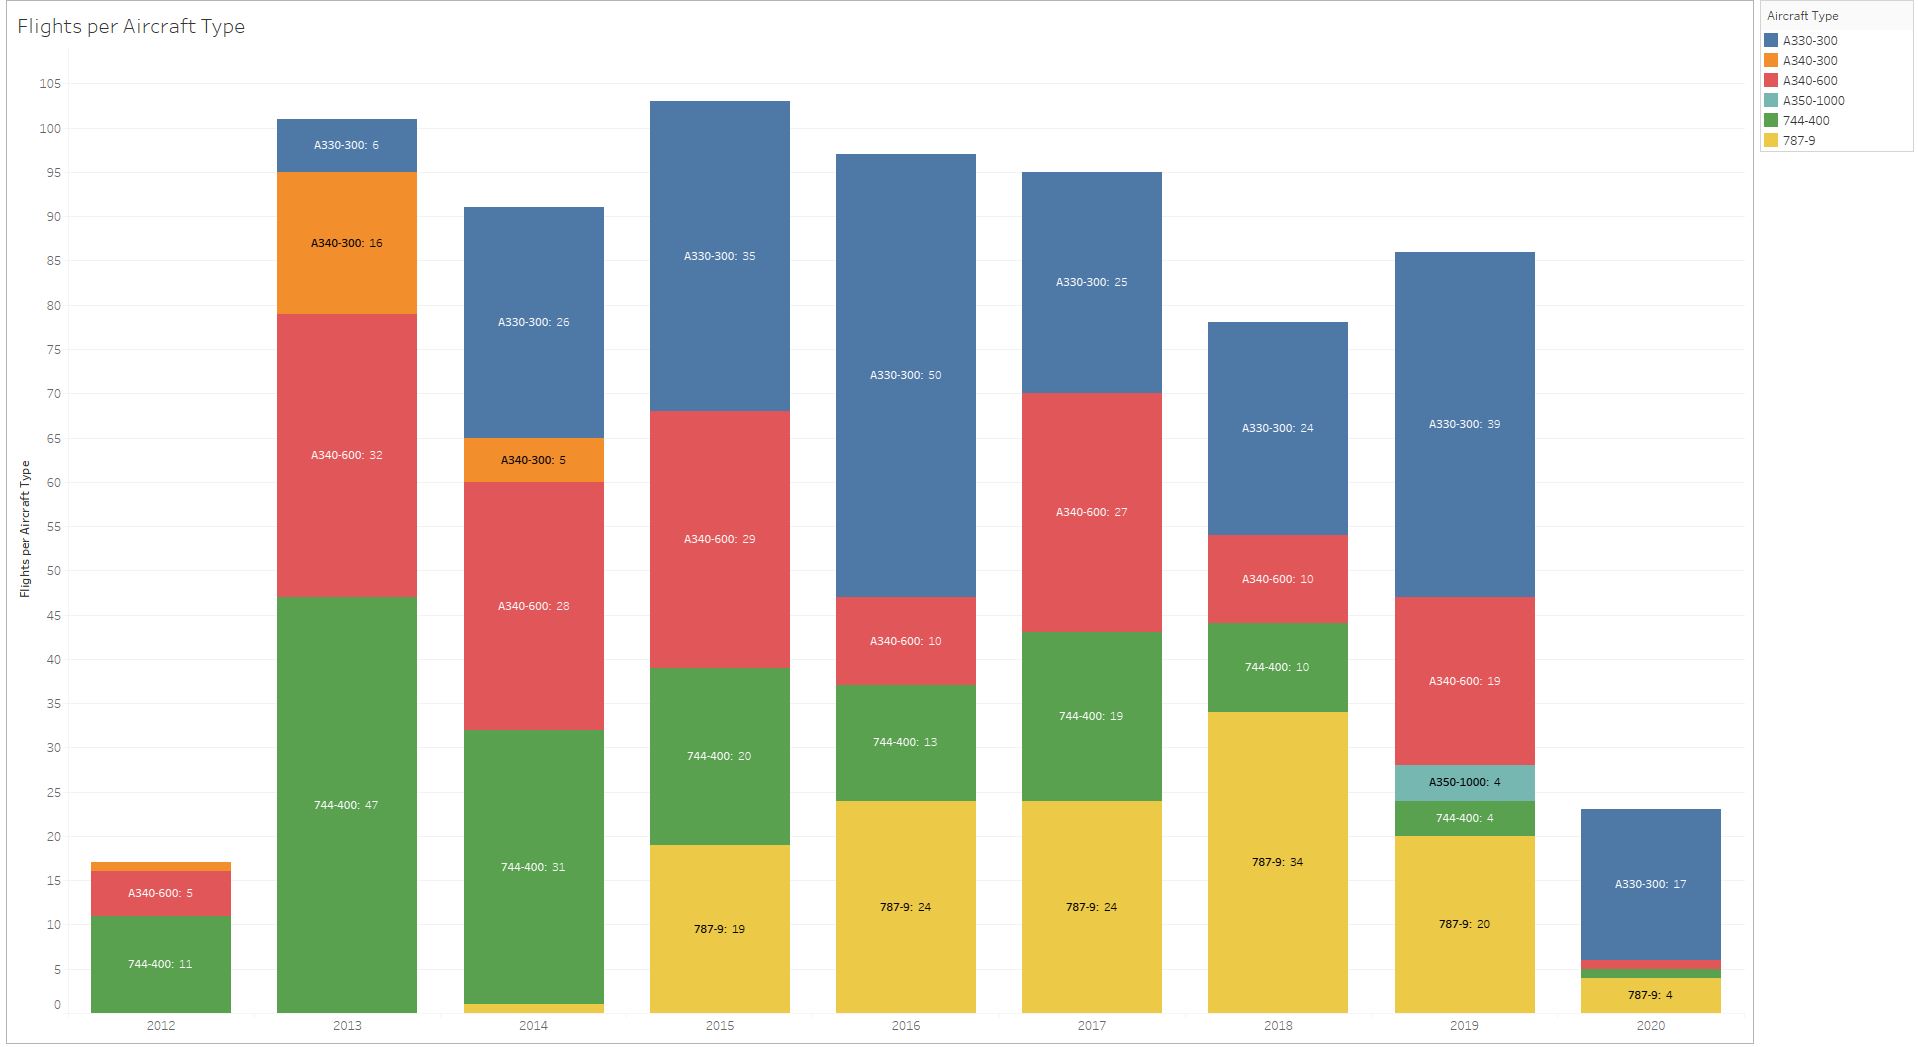 Flights per Aircraft Type
Aircraft Type
A330-300
A340-300
A340-600
A350-1000
744-400
787-9
Flights per Aircraft Type
105
100
95
90
85
80
75
70
65
60
55
50
45
40
35
30
25
20
15
10
5
0
A340-600: 5
744-400: 11
A330-300: 6
A340-300: 16
A340-600: 32
744-400: 47
A330-300: 26
A340-300: 5
A340-600: 28
744-400: 31
A330-300: 35
A340-600: 29
744-400: 20
787-9: 19
A330-300: 50
A340-600: 10
744-400: 13
787-9: 24
A330-300: 25
A340-600: 27
744-400: 19
787-9: 24
A330-300: 24
A340-600: 10
744-400: 10
787-9: 34
A330-300: 39
A340-600: 19
A350-1000: 4
744-400: 4
787-9: 20
A330-300: 17
787-9: 4
2012 2013 2014 2015 2016 2017 2018 2019 2020